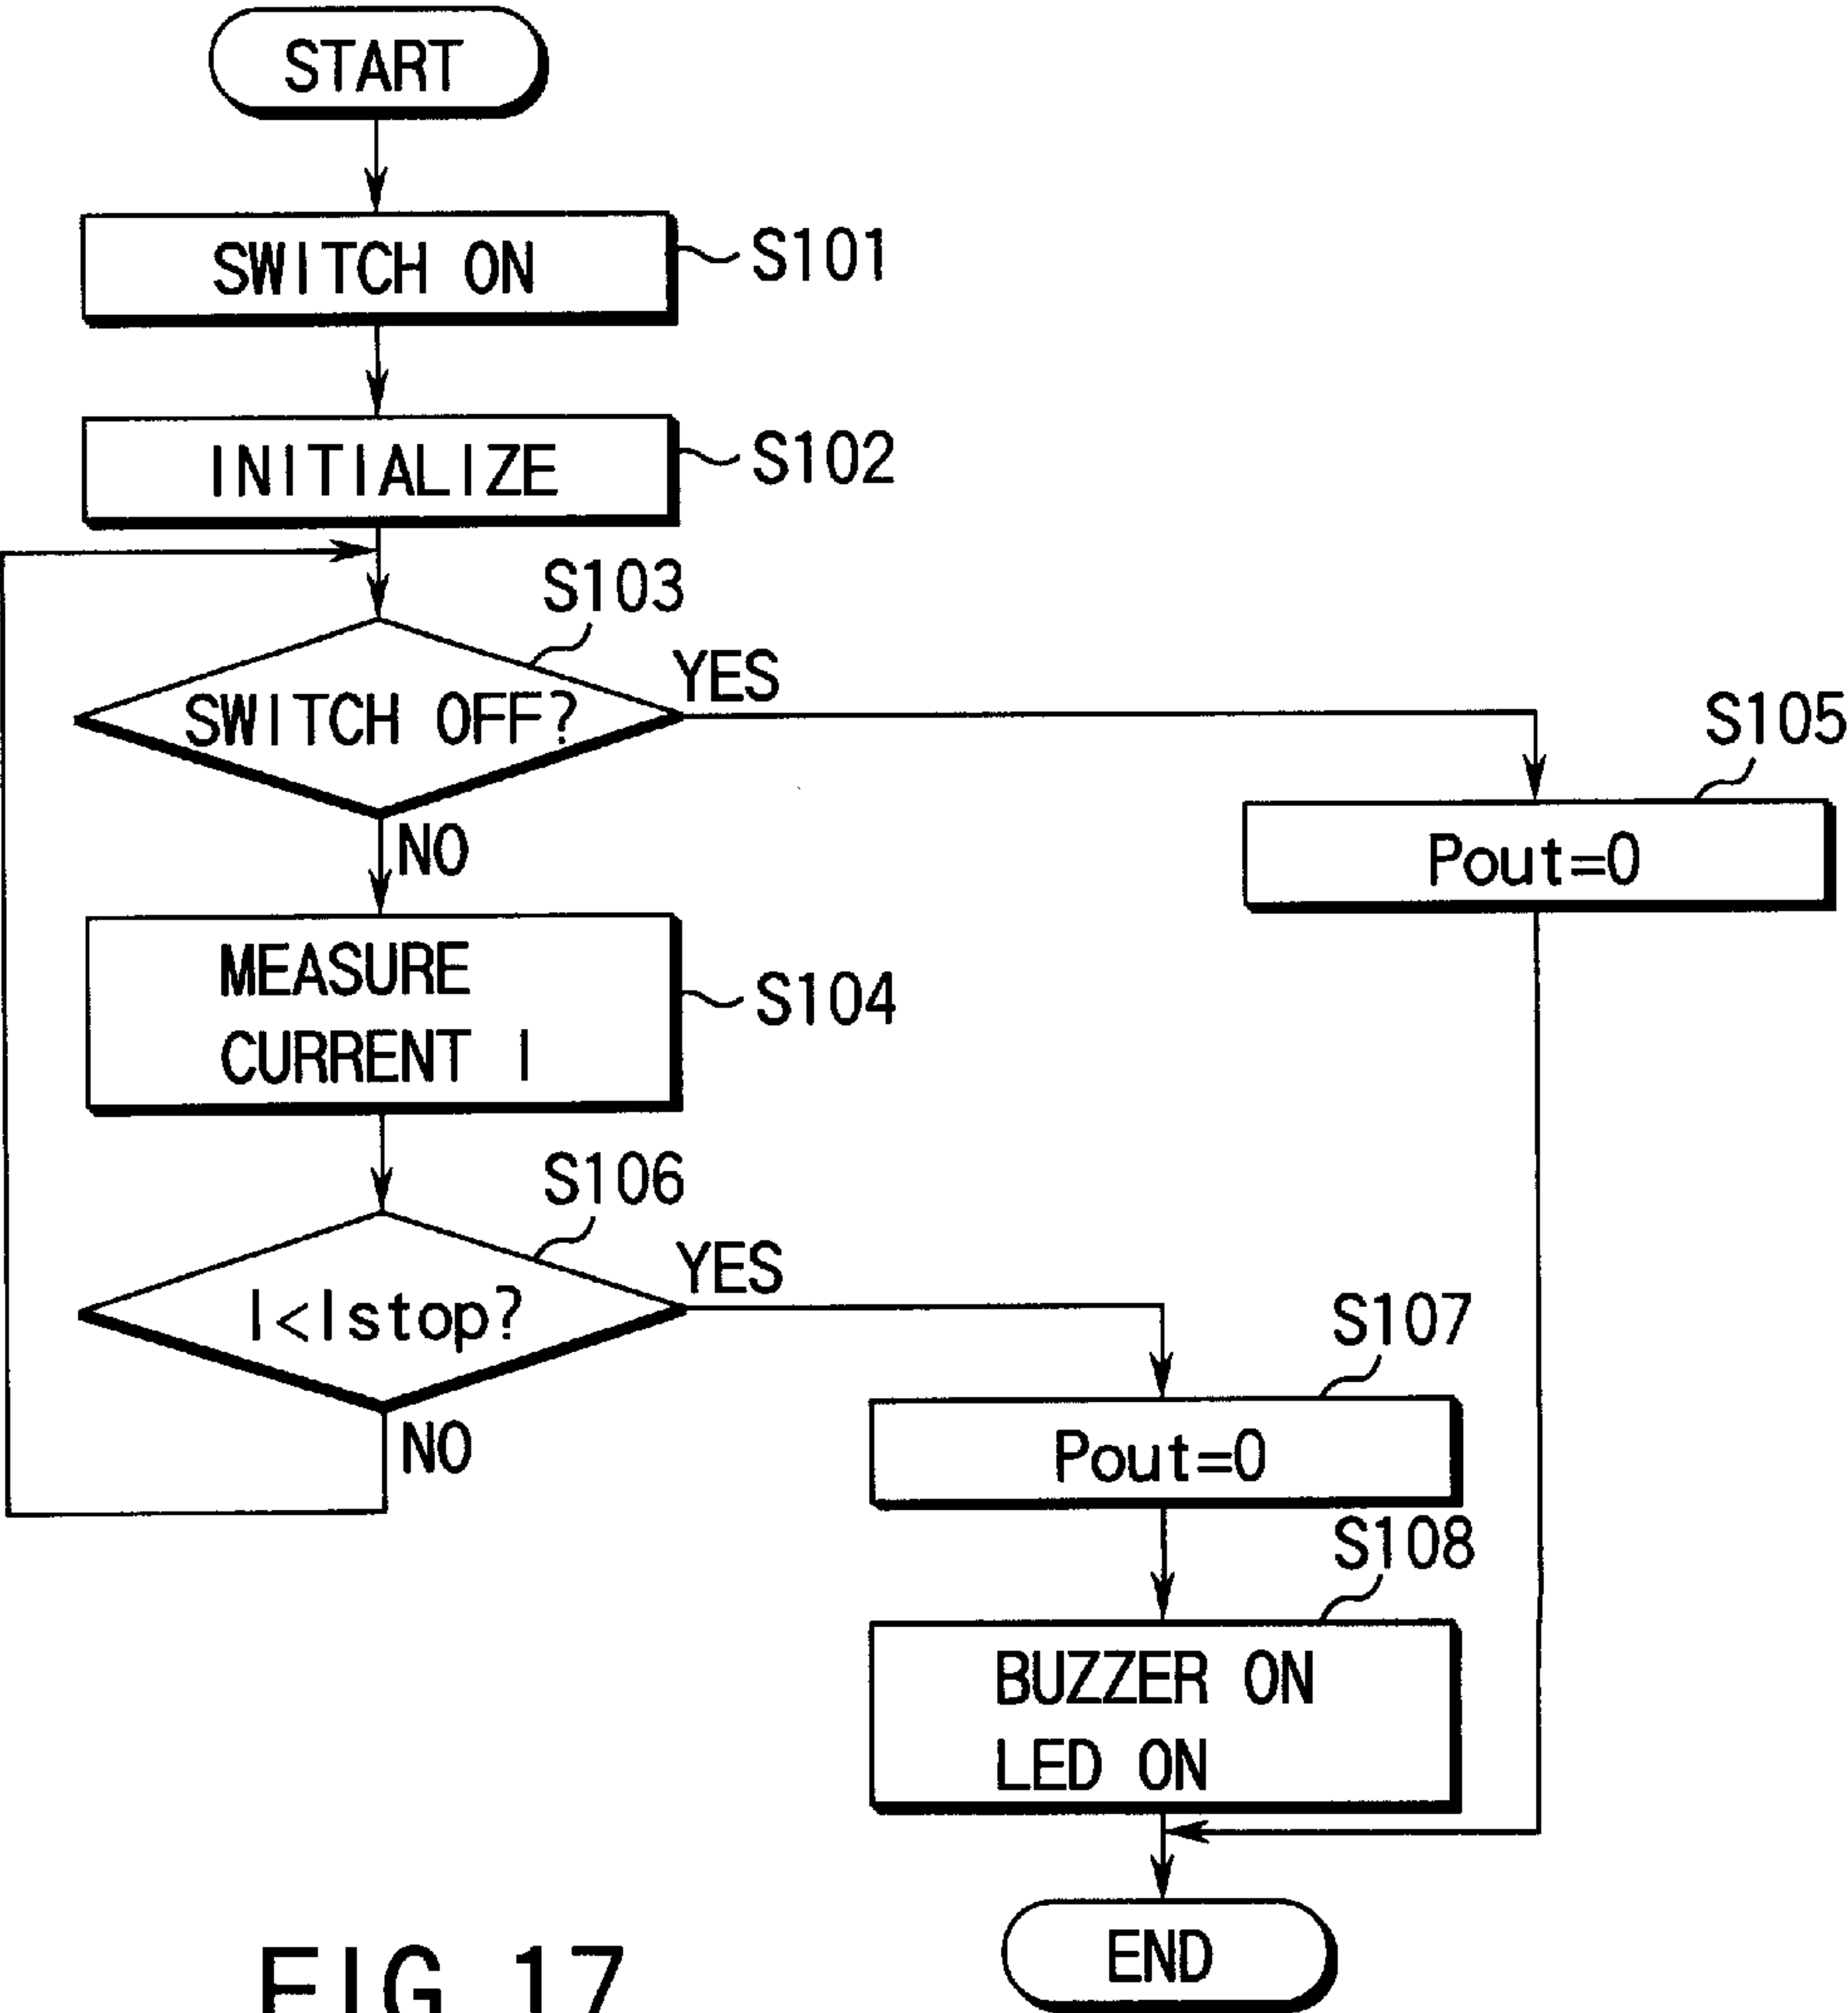 START
SWITCH ON
S101
INITIALIZE
S102
S103
SWITCH OFF?
YES
NO
S105
Pout=0
MEASURE
CURRENT I
S104
S106
I<Istop?
YES
NO
S107
Pout=0
S108
BUZZER ON
LED ON
END
FIG.17